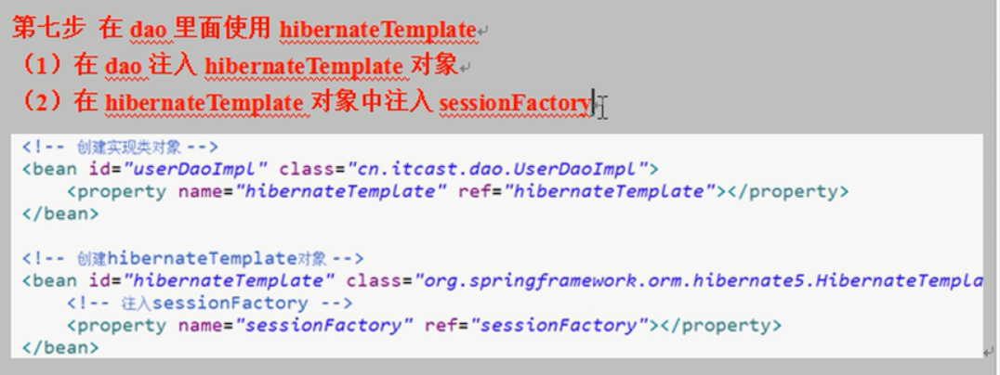 第七步 在 dao 里面使用 hibernateTemplate
（1）在 dao 注入 hibernateTemplate 对象
（2）在 hibernateTemplate 对象中注入 sessionFactory
<!-- 创建实现类对象 -->
<bean id="userDaoImpl" class="cn.itcast.dao.UserDaoImpl">
<property name="hibernateTemplate" ref="hibernateTemplate"></property>
</bean>
<!-- 创建hibernateTemplate对象 -->
<bean id="hibernateTemplate" class="org.springframework.orm.hibernate5.HibernateTempla
<!-- 注入sessionFactory -->
<property name="sessionFactory" ref="sessionFactory"></property>
</bean>